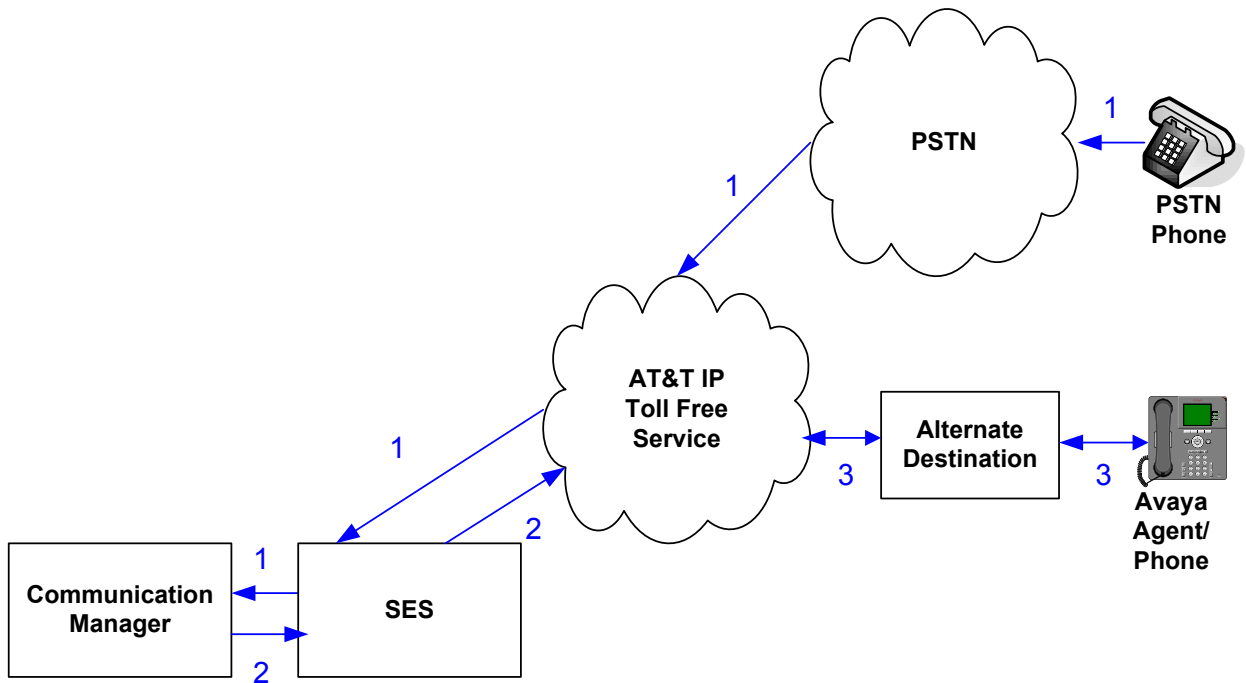 PSTN
1
PSTN
Phone
1
AT&T IP
Toll Free
Service
1
2
3
Alternate
Destination
3
Avaya
Agent/
Phone
Communication
Manager
1
2
SES